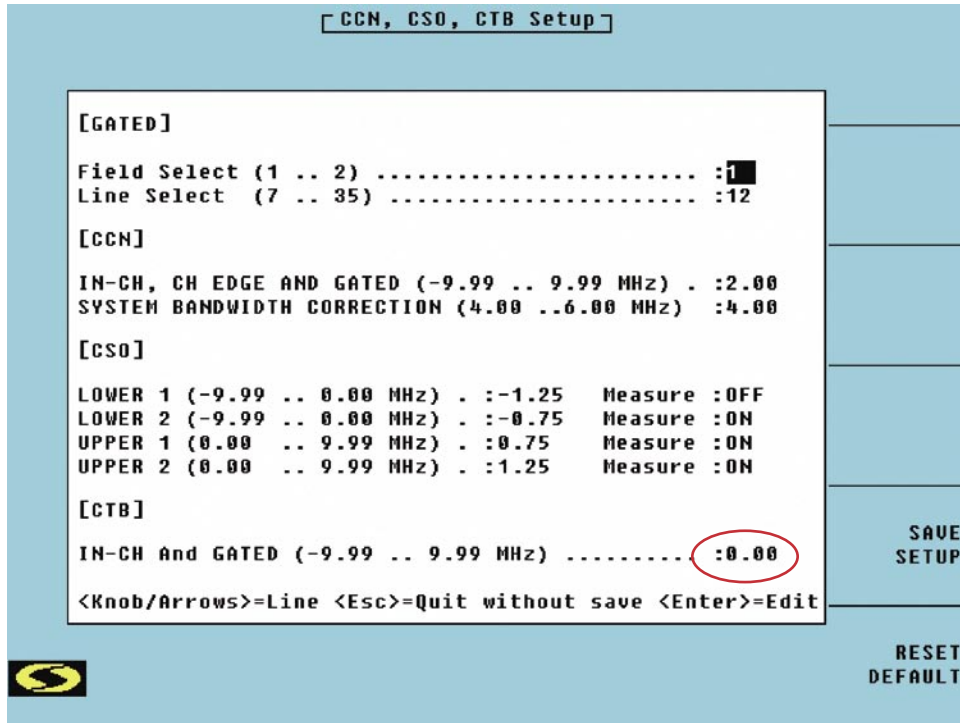 CCN, CSO, CTB Setup
[GATED]
Field Select (1 .. 2) ........................ :1
Line Select (7 .. 35) ....................... :12
[CCN]
IN-CH, CH EDGE AND GATED (-9.99 .. 9.99 MHz) . :2.00
SYSTEM BANDWIDTH CORRECTION (4.00 ..6.00 MHz) :4.00
[CSO]
LOWER 1 (-9.99 .. 0.00 MHz) . :-1.25 Measure :OFF
LOWER 2 (-9.99 .. 0.00 MHz) . :-0.75 Measure :ON
UPPER 1 (0.00 .. 9.99 MHz) . :0.75 Measure :ON
UPPER 2 (0.00 .. 9.99 MHz) . :1.25 Measure :ON
[CTB]
IN-CH And GATED (-9.99 .. 9.99 MHz) .......... :0.00
<Knob/Arrows>=Line <Esc>=Quit without save <Enter>=Edit
SAVE
SETUP
RESET
DEFAULT